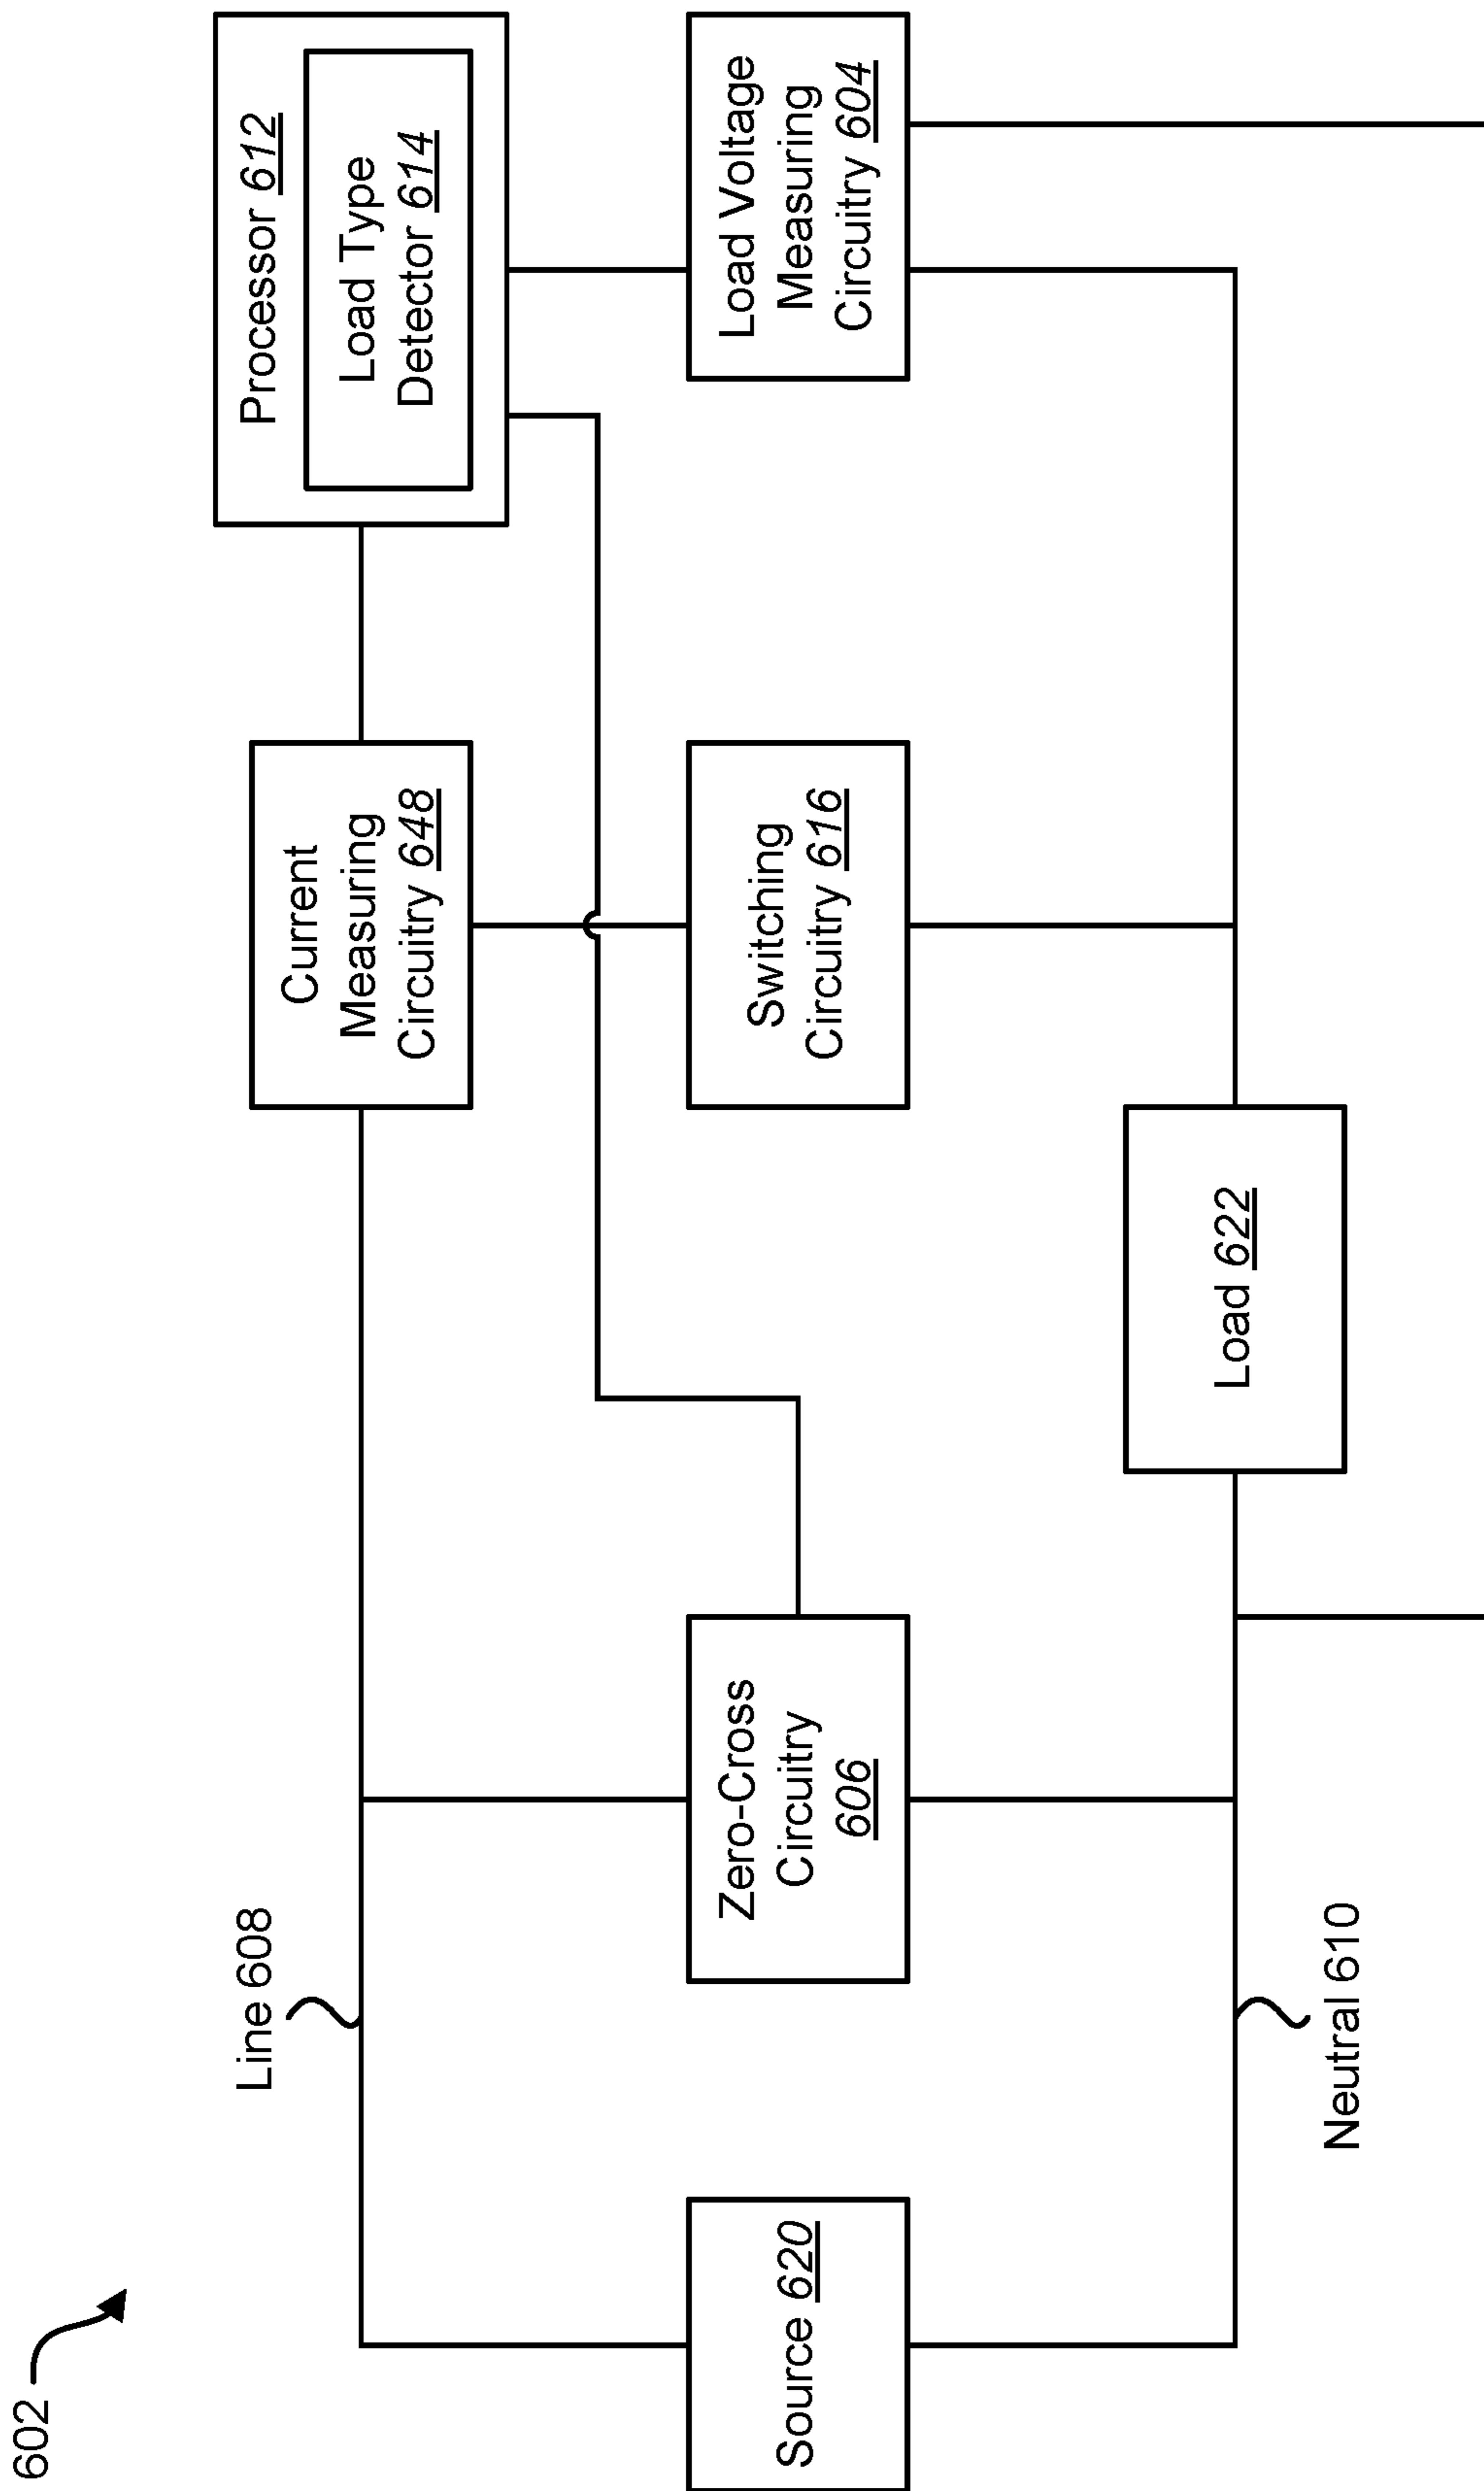 602
Line 608
Current
Measuring
Circuitry 648
Processor 612
Load Type
Detector 614
Source 620
Zero-Cross
Circuitry
606
Switching
Circuitry 616
Load Voltage
Measuring
Circuitry 604
Load 622
Neutral 610